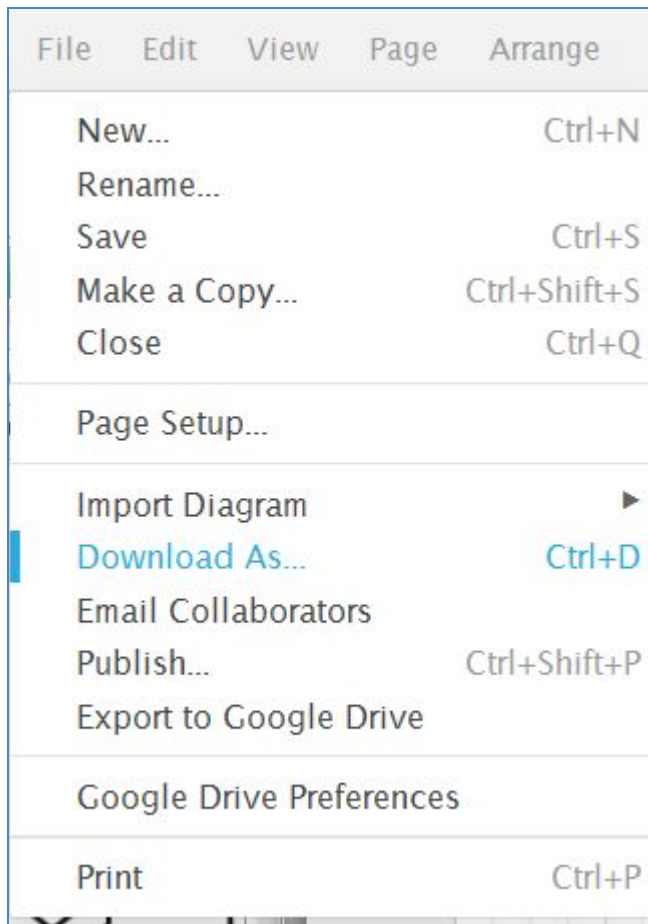 File Edit View Page Arrange
New... Ctrl+N
Rename...
Save Ctrl+S
Make a Copy... Ctrl+Shift+S
Close Ctrl+Q
Page Setup...
Import Diagram
Download As... Ctrl+D
Email Collaborators
Publish... Ctrl+Shift+P
Export to Google Drive
Google Drive Preferences
Print Ctrl+P